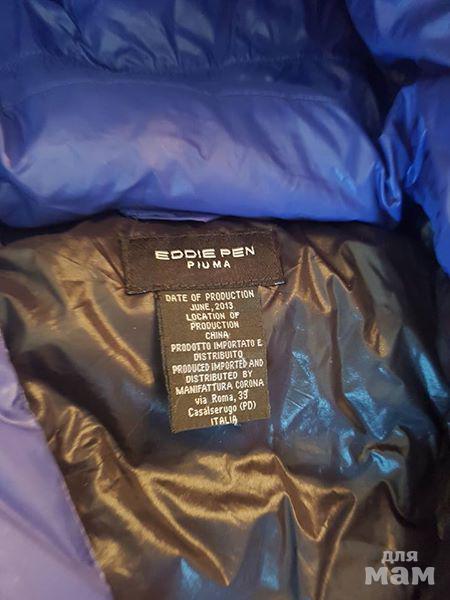 EDDIE PEN
PIUMA
DATE OF PRODUCTION
JUNE, 2013
LOCATION OF
PRODUCTION
CHINA
PRODOTTO IMPORTATO E
DISTRIBUITO
PRODUCED IMPORTED AND
DISTRIBUTED BY
MANIFATTURA CORONA
via Roma, 39
Casalserugo (PD)
ITALIA
для
мам